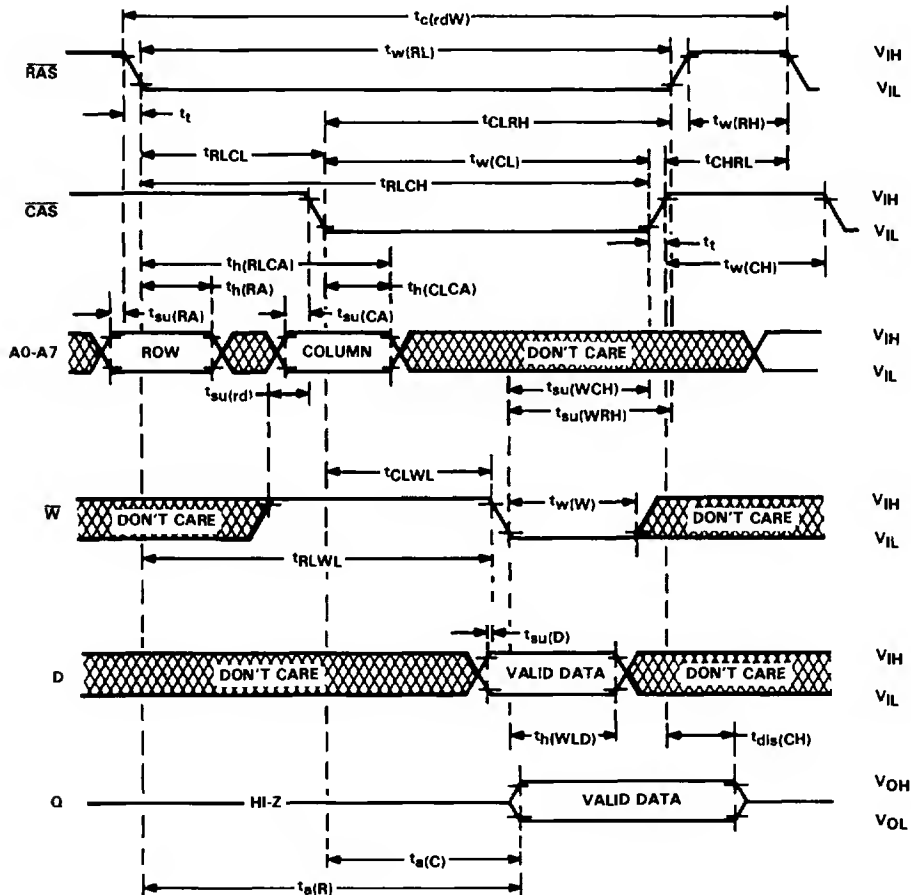 tc(rdW)
tw(RL)
RAS
VIH
VIL
tt
tCLRH
tw(RH)
tRLCL
tw(CL)
tCHRL
tRLCH
CAS
VIH
VIL
th(RLCA)
tt
tw(CH)
th(RA)
th(CLCA)
tsu(RA)
tsu(CA)
A0-A7
ROW
COLUMN
DON'T CARE
VIH
VIL
tsu(rd)
tsu(WCH)
tsu(WRH)
tCLWL
tw(W)
W
DON'T CARE
DON'T CARE
VIH
VIL
tRLWL
tsu(D)
D
DON'T CARE
VALID DATA
DON'T CARE
VIH
VIL
th(WLD)
tdis(CH)
Q
HI-Z
VALID DATA
VOH
VOL
ta(C)
ta(R)